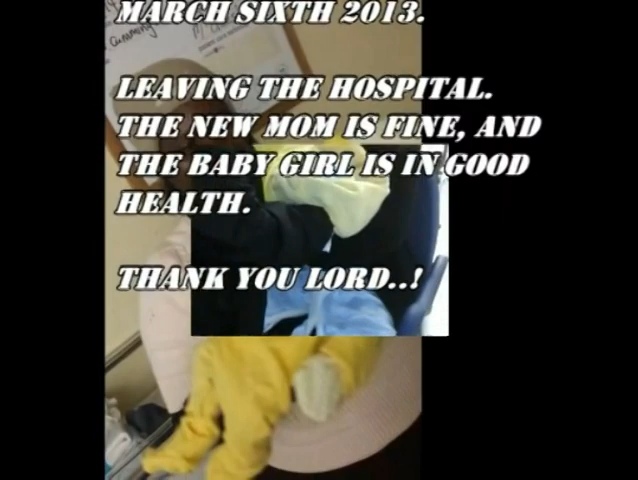 MARCH SIXTH 2013.
LEAVING THE HOSPITAL.
THE NEW MOM IS FINE, AND
THE BABY GIRL IS IN GOOD
HEALTH.
THANK YOU LORD..!